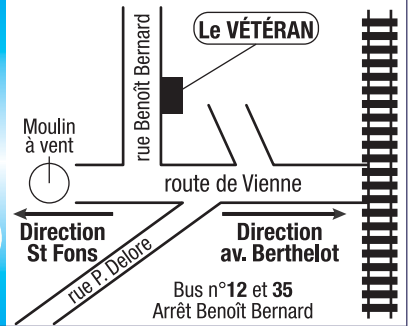 Le VÉTÉRAN
rue Benoît Bernard
Moulin
à vent
route de Vienne
Direction
St Fons
Direction
av. Berthelot
rue P. Delore
Bus n°12 et 35
Arrêt Benoît Bernard